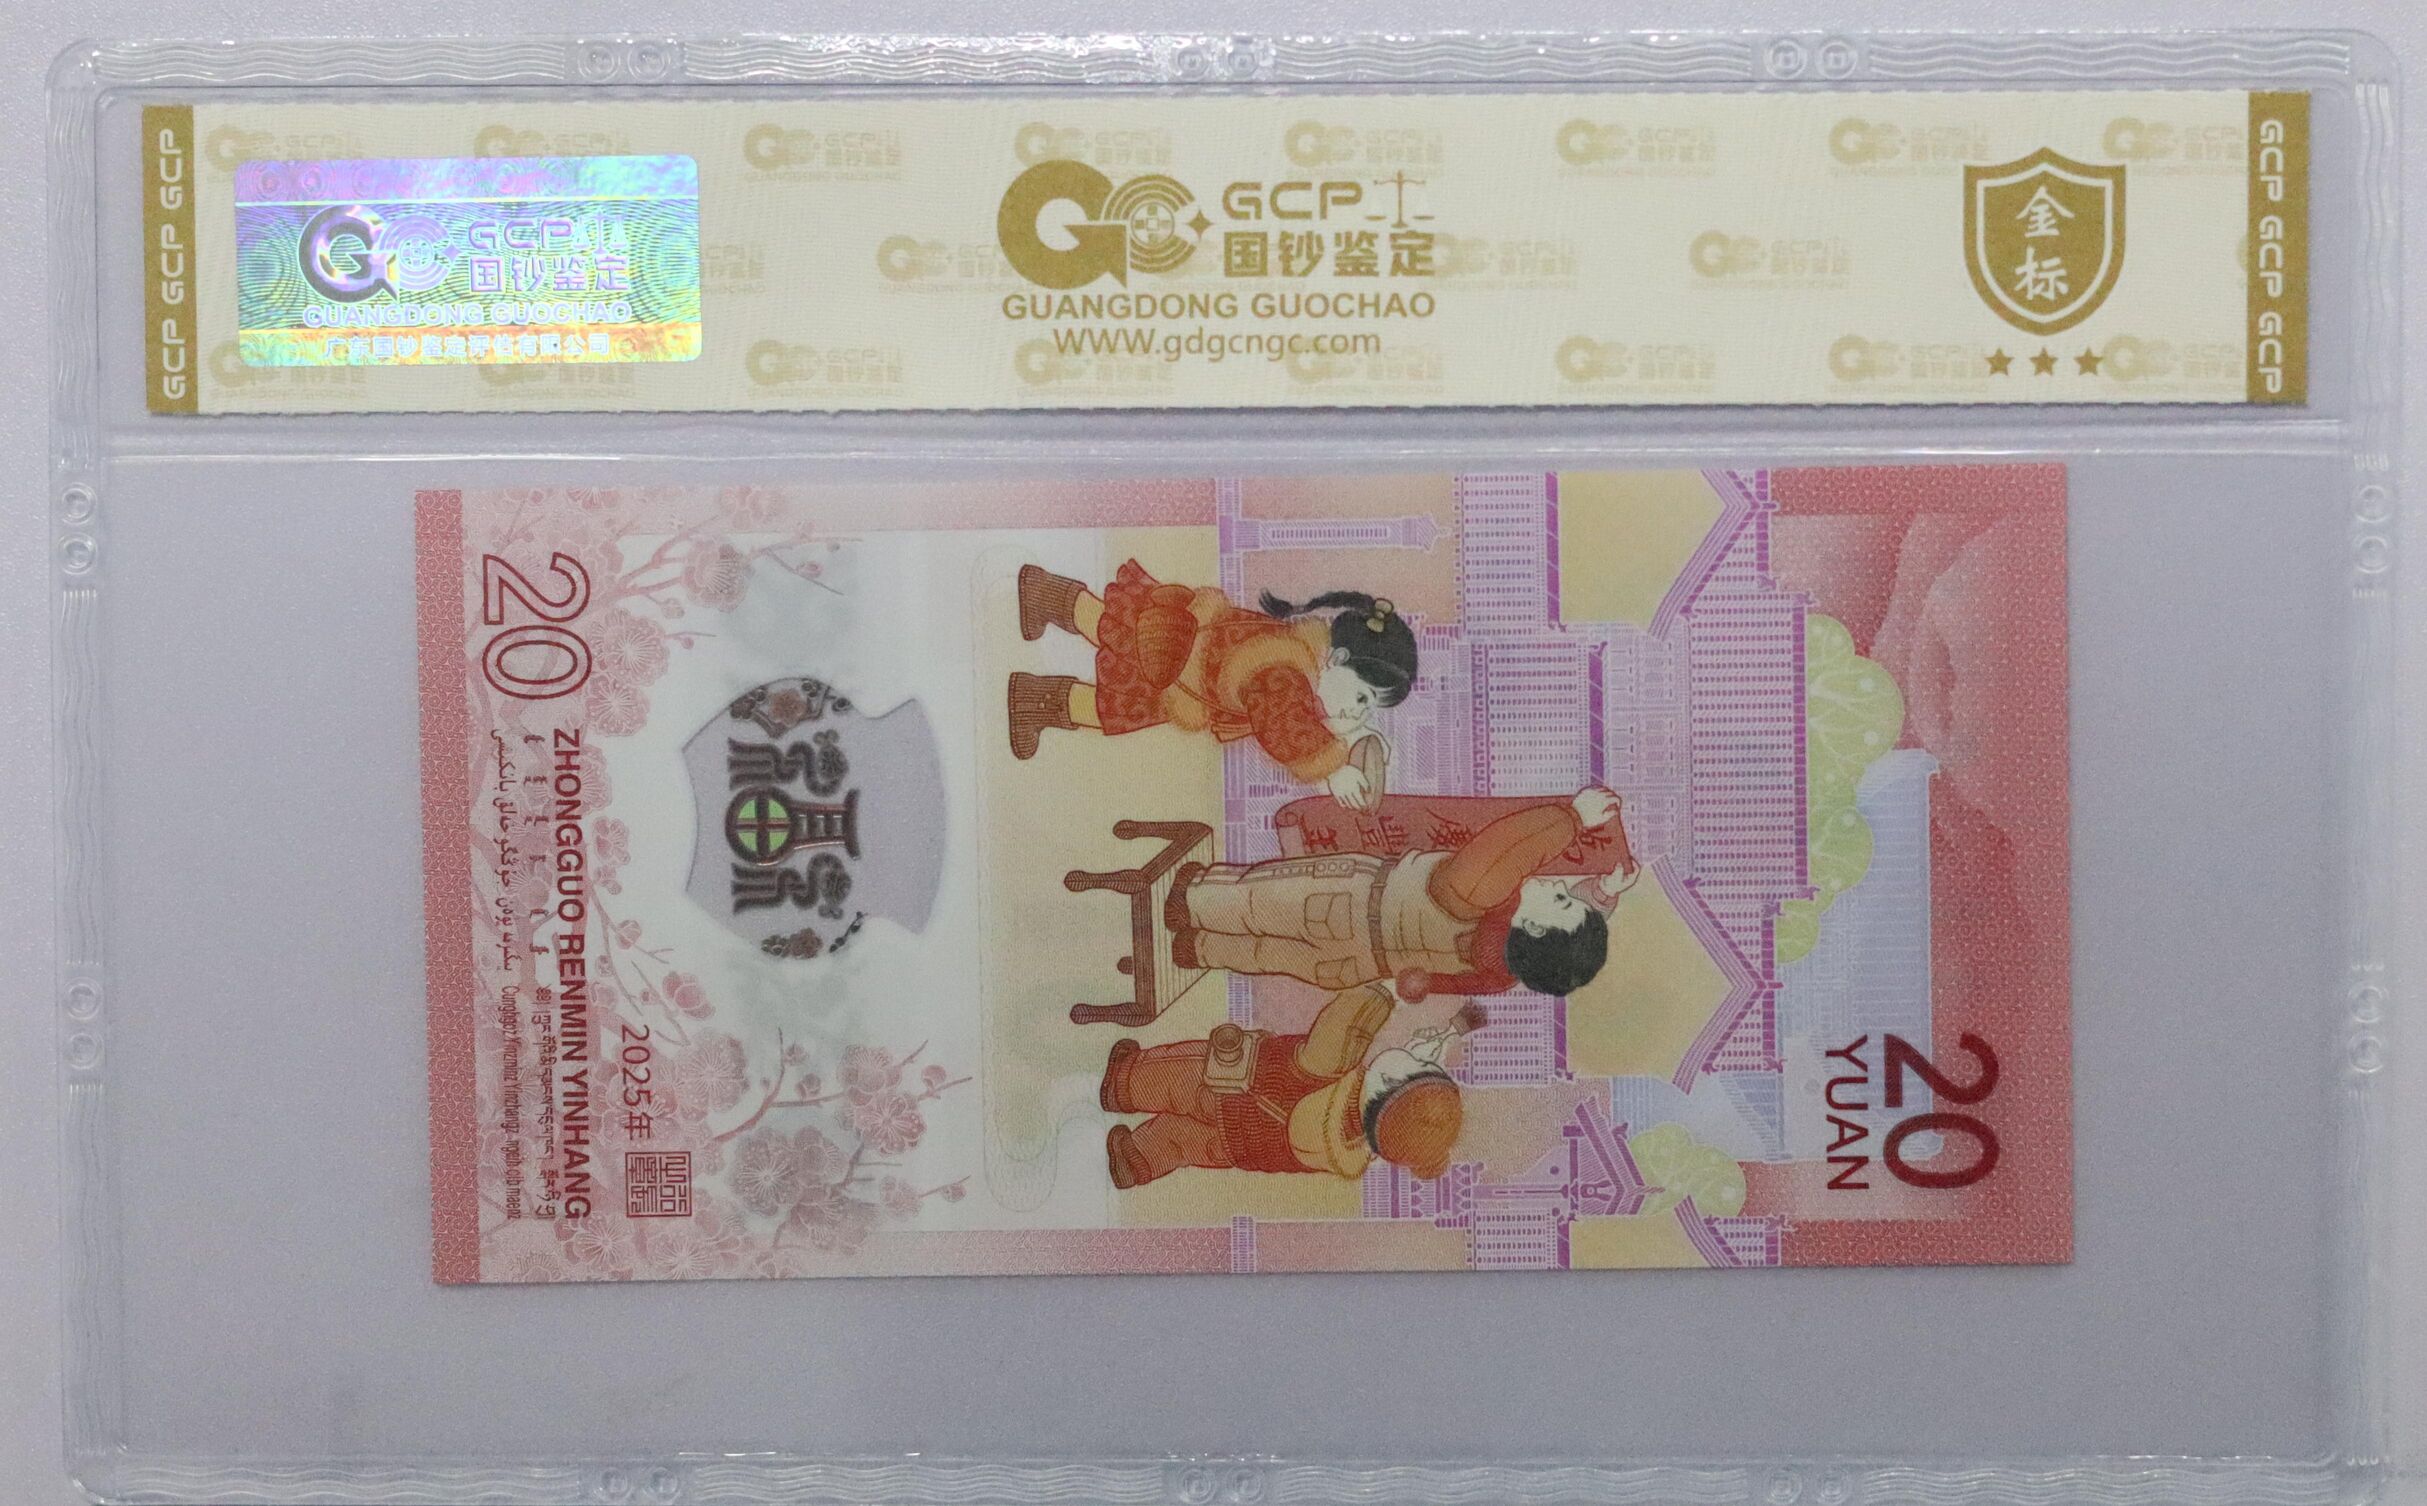 GCP GCP GCP
GCP
国钞鉴定
GUANGDONG GUOCHAO
广东国钞鉴定评估有限公司
GCP
国钞鉴定
GUANGDONG GUOCHAO
www.gdgcngc.com
金标
GCP GCP GCP
20
YUAN
20
ZHONGGUO RENMIN YINHANG
2025年